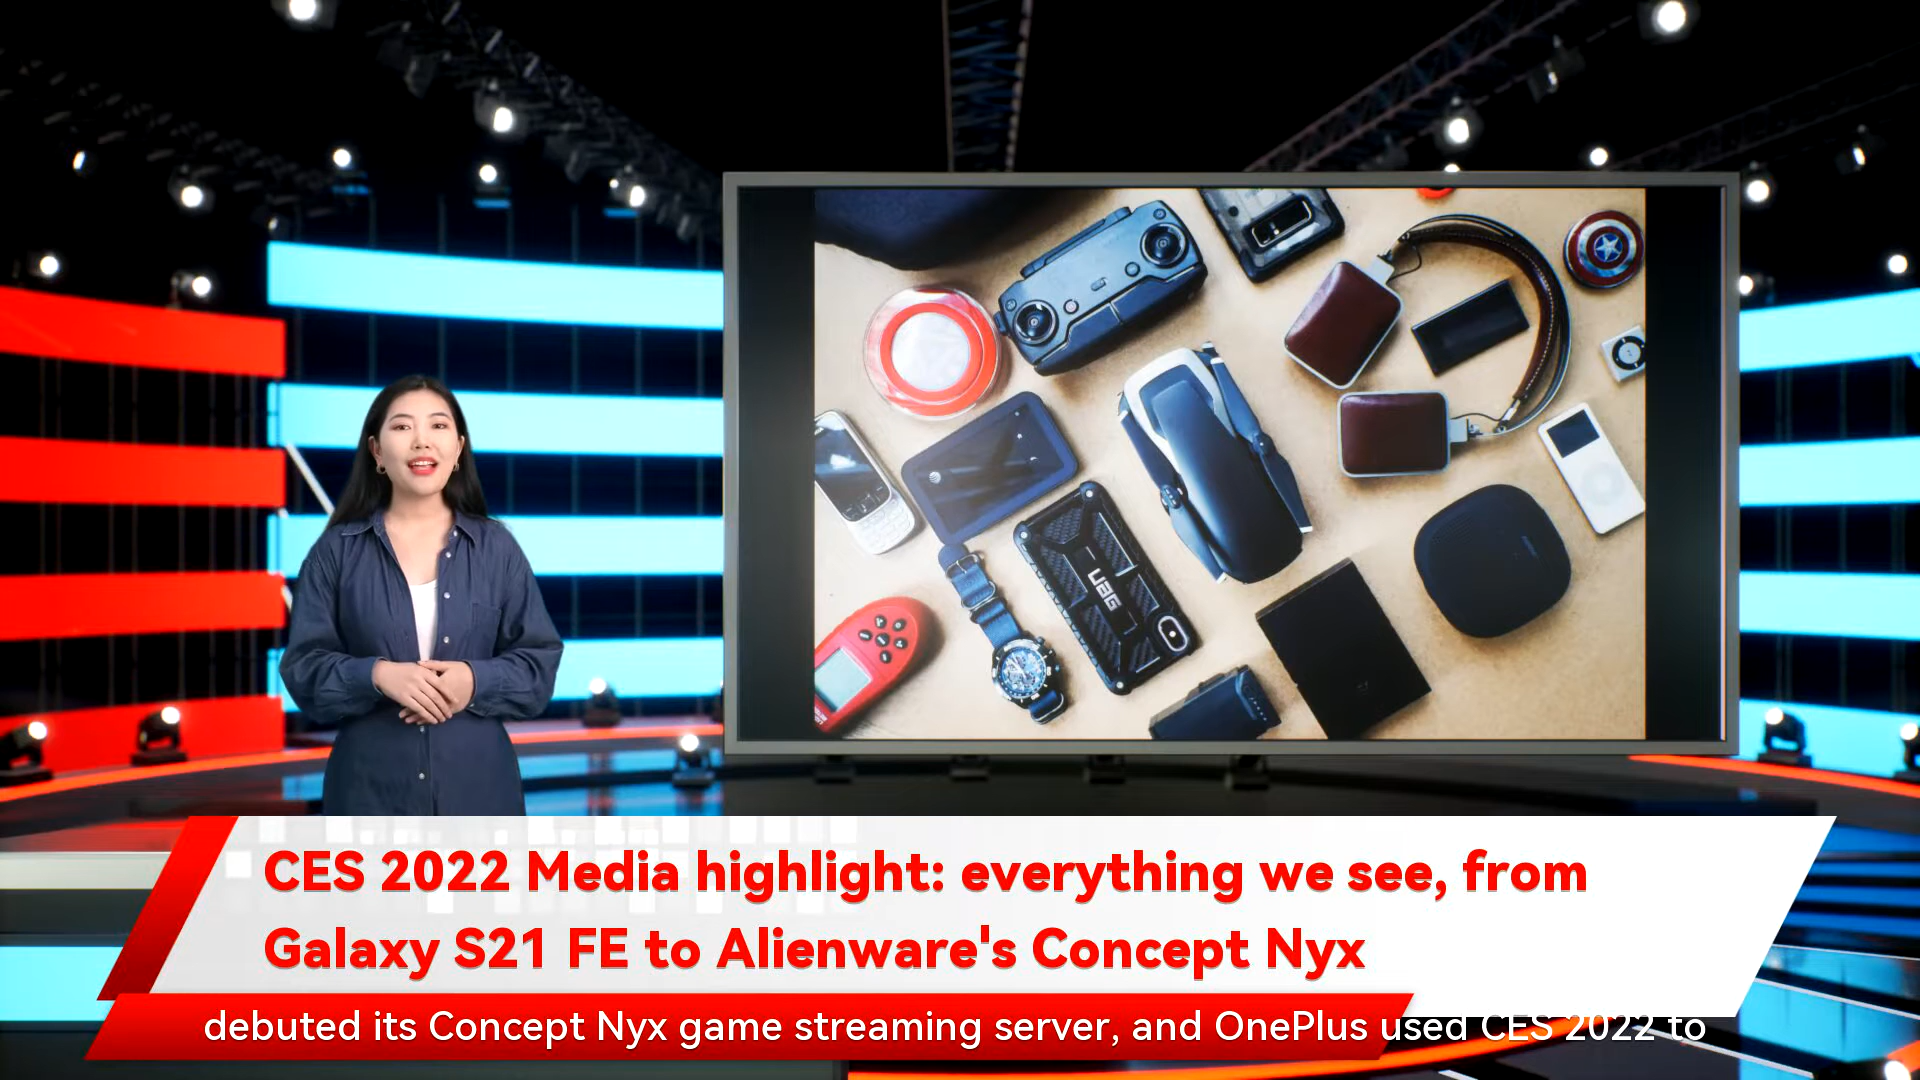 UAG
CES 2022 Media highlight: everything we see, from
Galaxy S21 FE to Alienware's Concept Nyx
debuted its Concept Nyx game streaming server, and OnePlus used CES 2022 to